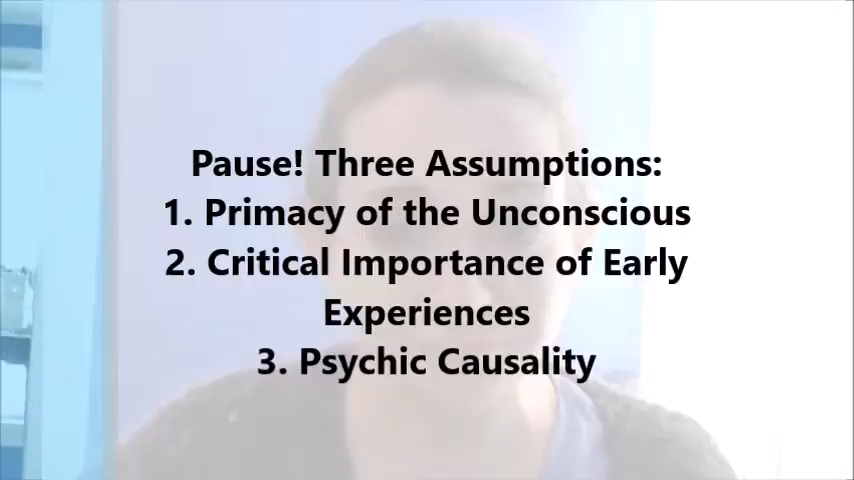 Pause! Three Assumptions:
1. Primacy of the Unconscious
2. Critical Importance of Early
Experiences
3. Psychic Causality